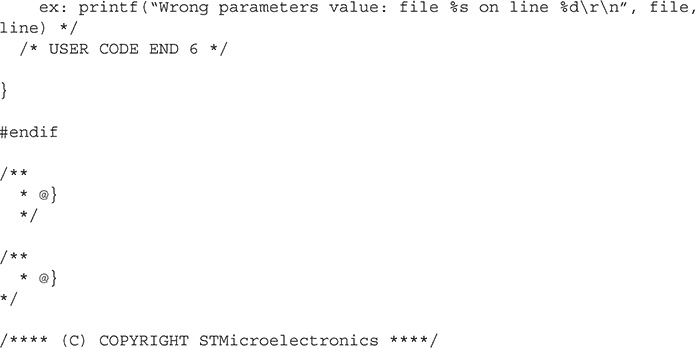 ex: printf(“Wrong parameters value: file %s on line %d\r\n”, file,
line) */
/* USER CODE END 6 */
}
#endif
/**
* @}
*/
/**
* @}
*/
/**** (C) COPYRIGHT STMicroelectronics ****/